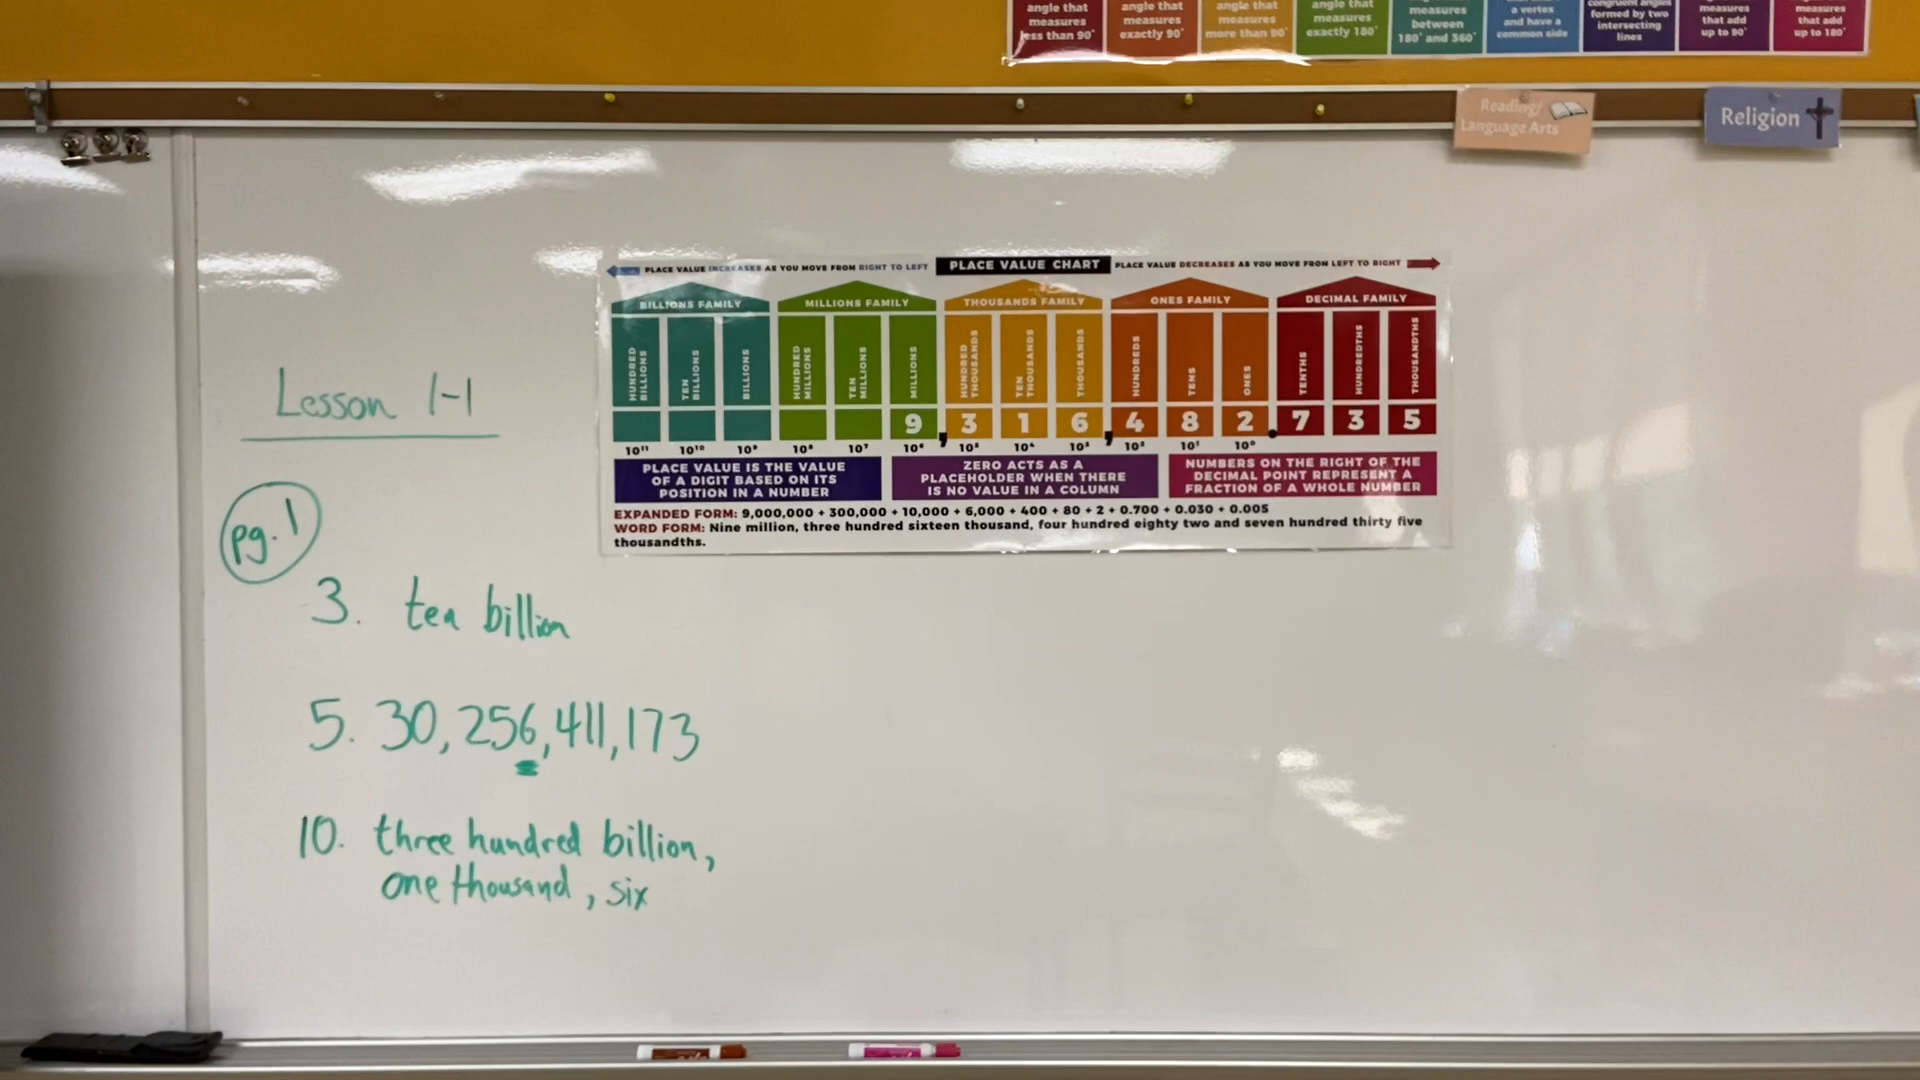 angle that measures less than 90°
angle that measures exactly 90°
angle that measures more than 90°
angle that measures exactly 180°
measures between 180° and 360°
a vertex and have a common side
congruent angles formed by two intersecting lines
measures that add up to 90°
measures that add up to 180°
Reading/
Language Arts
Religion
PLACE VALUE INCREASES AS YOU MOVE FROM RIGHT TO LEFT
PLACE VALUE CHART
PLACE VALUE DECREASES AS YOU MOVE FROM LEFT TO RIGHT
BILLIONS FAMILY
MILLIONS FAMILY
THOUSANDS FAMILY
ONES FAMILY
DECIMAL FAMILY
HUNDRED BILLIONS
TEN BILLIONS
BILLIONS
HUNDRED MILLIONS
TEN MILLIONS
MILLIONS
HUNDRED THOUSANDS
TEN THOUSANDS
THOUSANDS
HUNDREDS
TENS
ONES
TENTHS
HUNDREDTHS
THOUSANDTHS
9,316,482.735
10¹¹ 10¹⁰ 10⁹ 10⁸ 10⁷ 10⁶ 10⁵ 10⁴ 10³ 10² 10¹ 10⁰
PLACE VALUE IS THE VALUE
OF A DIGIT BASED ON ITS
POSITION IN A NUMBER
ZERO ACTS AS A
PLACEHOLDER WHEN THERE
IS NO VALUE IN A COLUMN
NUMBERS ON THE RIGHT OF THE
DECIMAL POINT REPRESENT A
FRACTION OF A WHOLE NUMBER
EXPANDED FORM: 9,000,000 + 300,000 + 10,000 + 6,000 + 400 + 80 + 2 + 0.700 + 0.030 + 0.005
WORD FORM: Nine million, three hundred sixteen thousand, four hundred eighty two and seven hundred thirty five
thousandths.
Lesson 1-1
pg. 1
3. ten billion
5. 30,256,411,173
10. three hundred billion,
one thousand, six